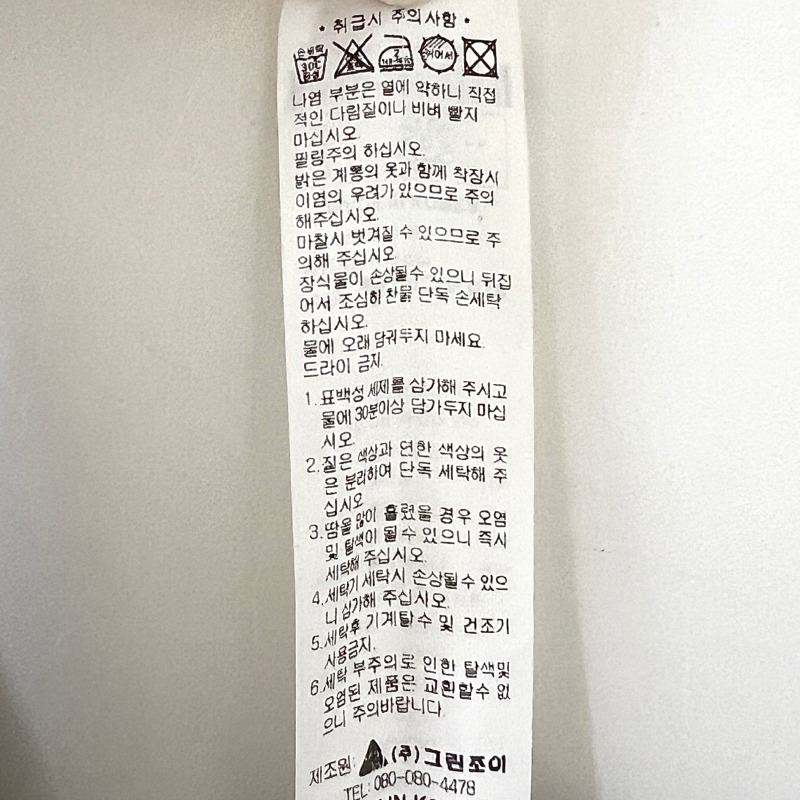 • 취급시 주의사항 •
손세탁
30℃
중성
나염 부분은 열에 약하니 직접
적인 다림질이나 비벼 빨지
마십시오.
필링주의 하십시오.
밝은 계통의 옷과 함께 착장시
이염의 우려가 있으므로 주의
해주십시오.
마찰시 벗겨질 수 있으므로 주
의해 주십시오.
장식물이 손상될수 있으니 뒤집
어서 조심히 찬물 단독 손세탁
하십시오.
물에 오래 담궈두지 마세요.
드라이 금지.
1.표백성 세제를 삼가해 주시고
물에 30분이상 담가두지 마십
시오.
2.짙은 색상과 연한 색상의 옷
은 분리하여 단독 세탁해 주
십시오
3.땀을 많이 흘렸을 경우 오염
및 탈색이 될 수 있으니 즉시
세탁해 주십시오.
4.세탁기 세탁시 손상될수 있으
니 삼가해 주십시오.
5.세탁후 기계탈수 및 건조기
사용금지.
6.세탁 부주의로 인한 탈색및
오염된 제품은 교환할수 없
으니 주의바랍니다.
제조원: (주)그린조이
TEL: 080-080-4478